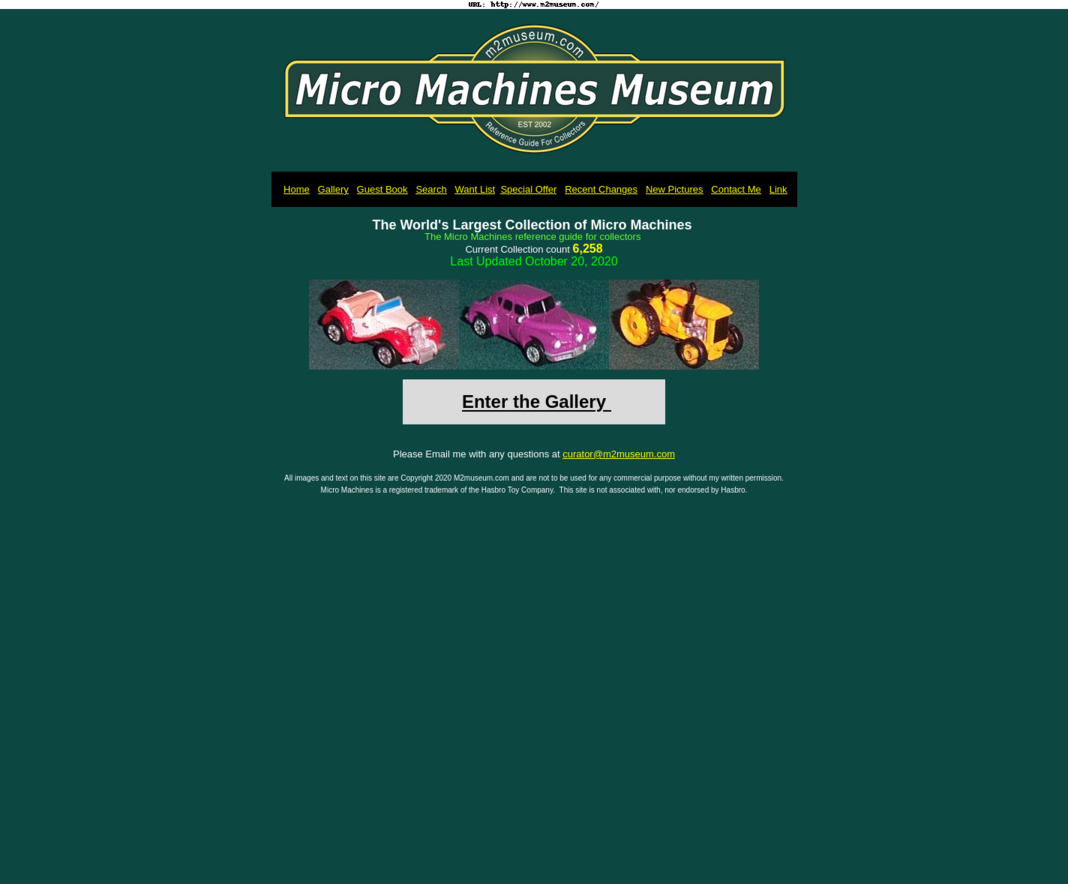 URL: http://www.m2museum.com/
m2museum.com
Micro Machines Museum
EST 2002
Reference Guide For Collectors
Home Gallery Guest Book Search Want List Special Offer Recent Changes New Pictures Contact Me Link
The World's Largest Collection of Micro Machines
The Micro Machines reference guide for collectors
Current Collection count 6,258
Last Updated October 20, 2020
Enter the Gallery
Please Email me with any questions at curator@m2museum.com
All images and text on this site are Copyright 2020 M2museum.com and are not to be used for any commercial purpose without my written permission.
Micro Machines is a registered trademark of the Hasbro Toy Company. This site is not associated with, nor endorsed by Hasbro.